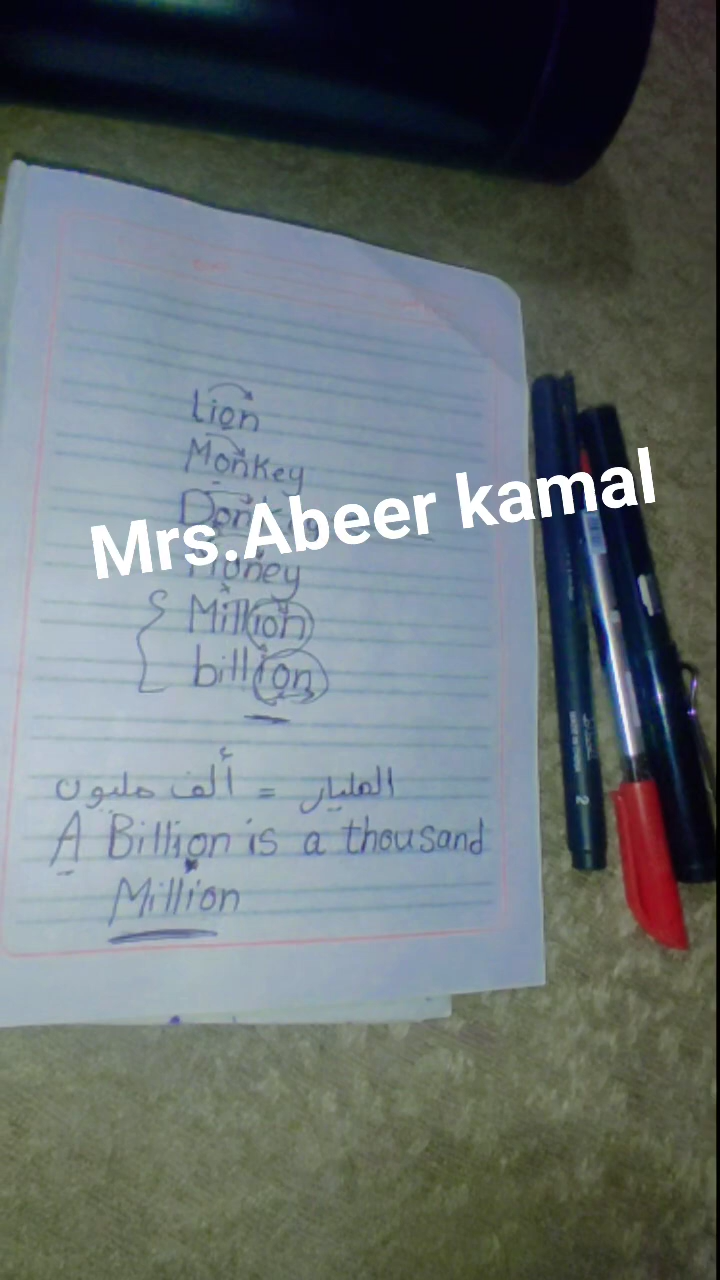 Lion
Monkey
Mrs.Abeer kamal
Money
Million
billion
المليار = ألف مليون
A Billion is a thousand
Million